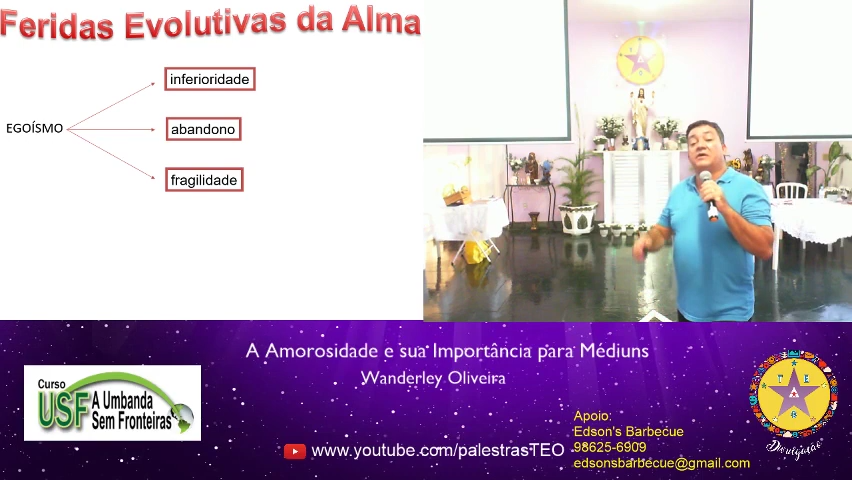 Feridas Evolutivas da Alma
EGOÍSMO
inferioridade
abandono
fragilidade
A Amorosidade e sua Importância para Médiuns
Wanderley Oliveira
Curso
USF A Umbanda
Sem Fronteiras
www.youtube.com/palestrasTEO
Apoio:
Edson's Barbecue
98625-6909
edsonsbarbecue@gmail.com
T E
Divulgação